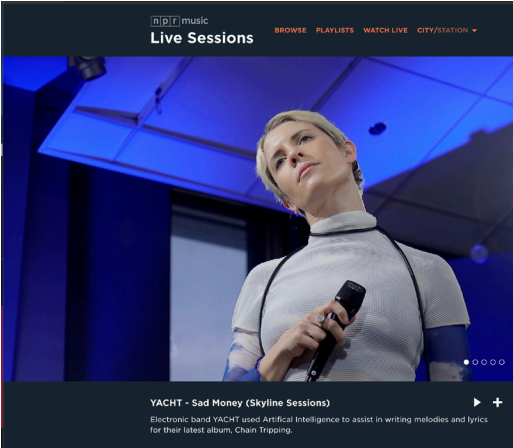 npr music
Live Sessions
BROWSE PLAYLISTS WATCH LIVE CITY/STATION
YACHT - Sad Money (Skyline Sessions)
Electronic band YACHT used Artifical Intelligence to assist in writing melodies and lyrics
for their latest album, Chain Tripping.